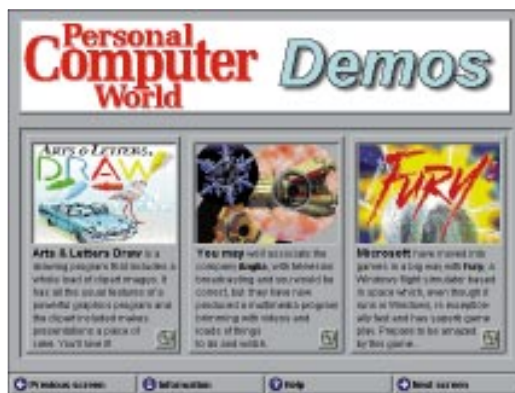 Personal
Computer
World
Demos
ARTS & LETTERS
DRAW
FURY
Arts & Letters Draw is a
drawing program that includes a
whole load of clipart images. It
has all the usual features of a
powerful graphics program and
the clipart included makes
presentations a piece of
cake. You'll love it!
You may well associate the
company Anglia, with television
broadcasting and you would be
correct, but they have now
produced a multimedia program
brimming with videos and
loads of things
to do and watch.
Microsoft have moved into
games in a big way with Fury, a
Windows flight simulator based
in space which, even though it
runs in Windows, is exception-
ally fast and has superb game
play. Prepare to be amazed
by this game.
Previous screen
Information
Help
Next screen